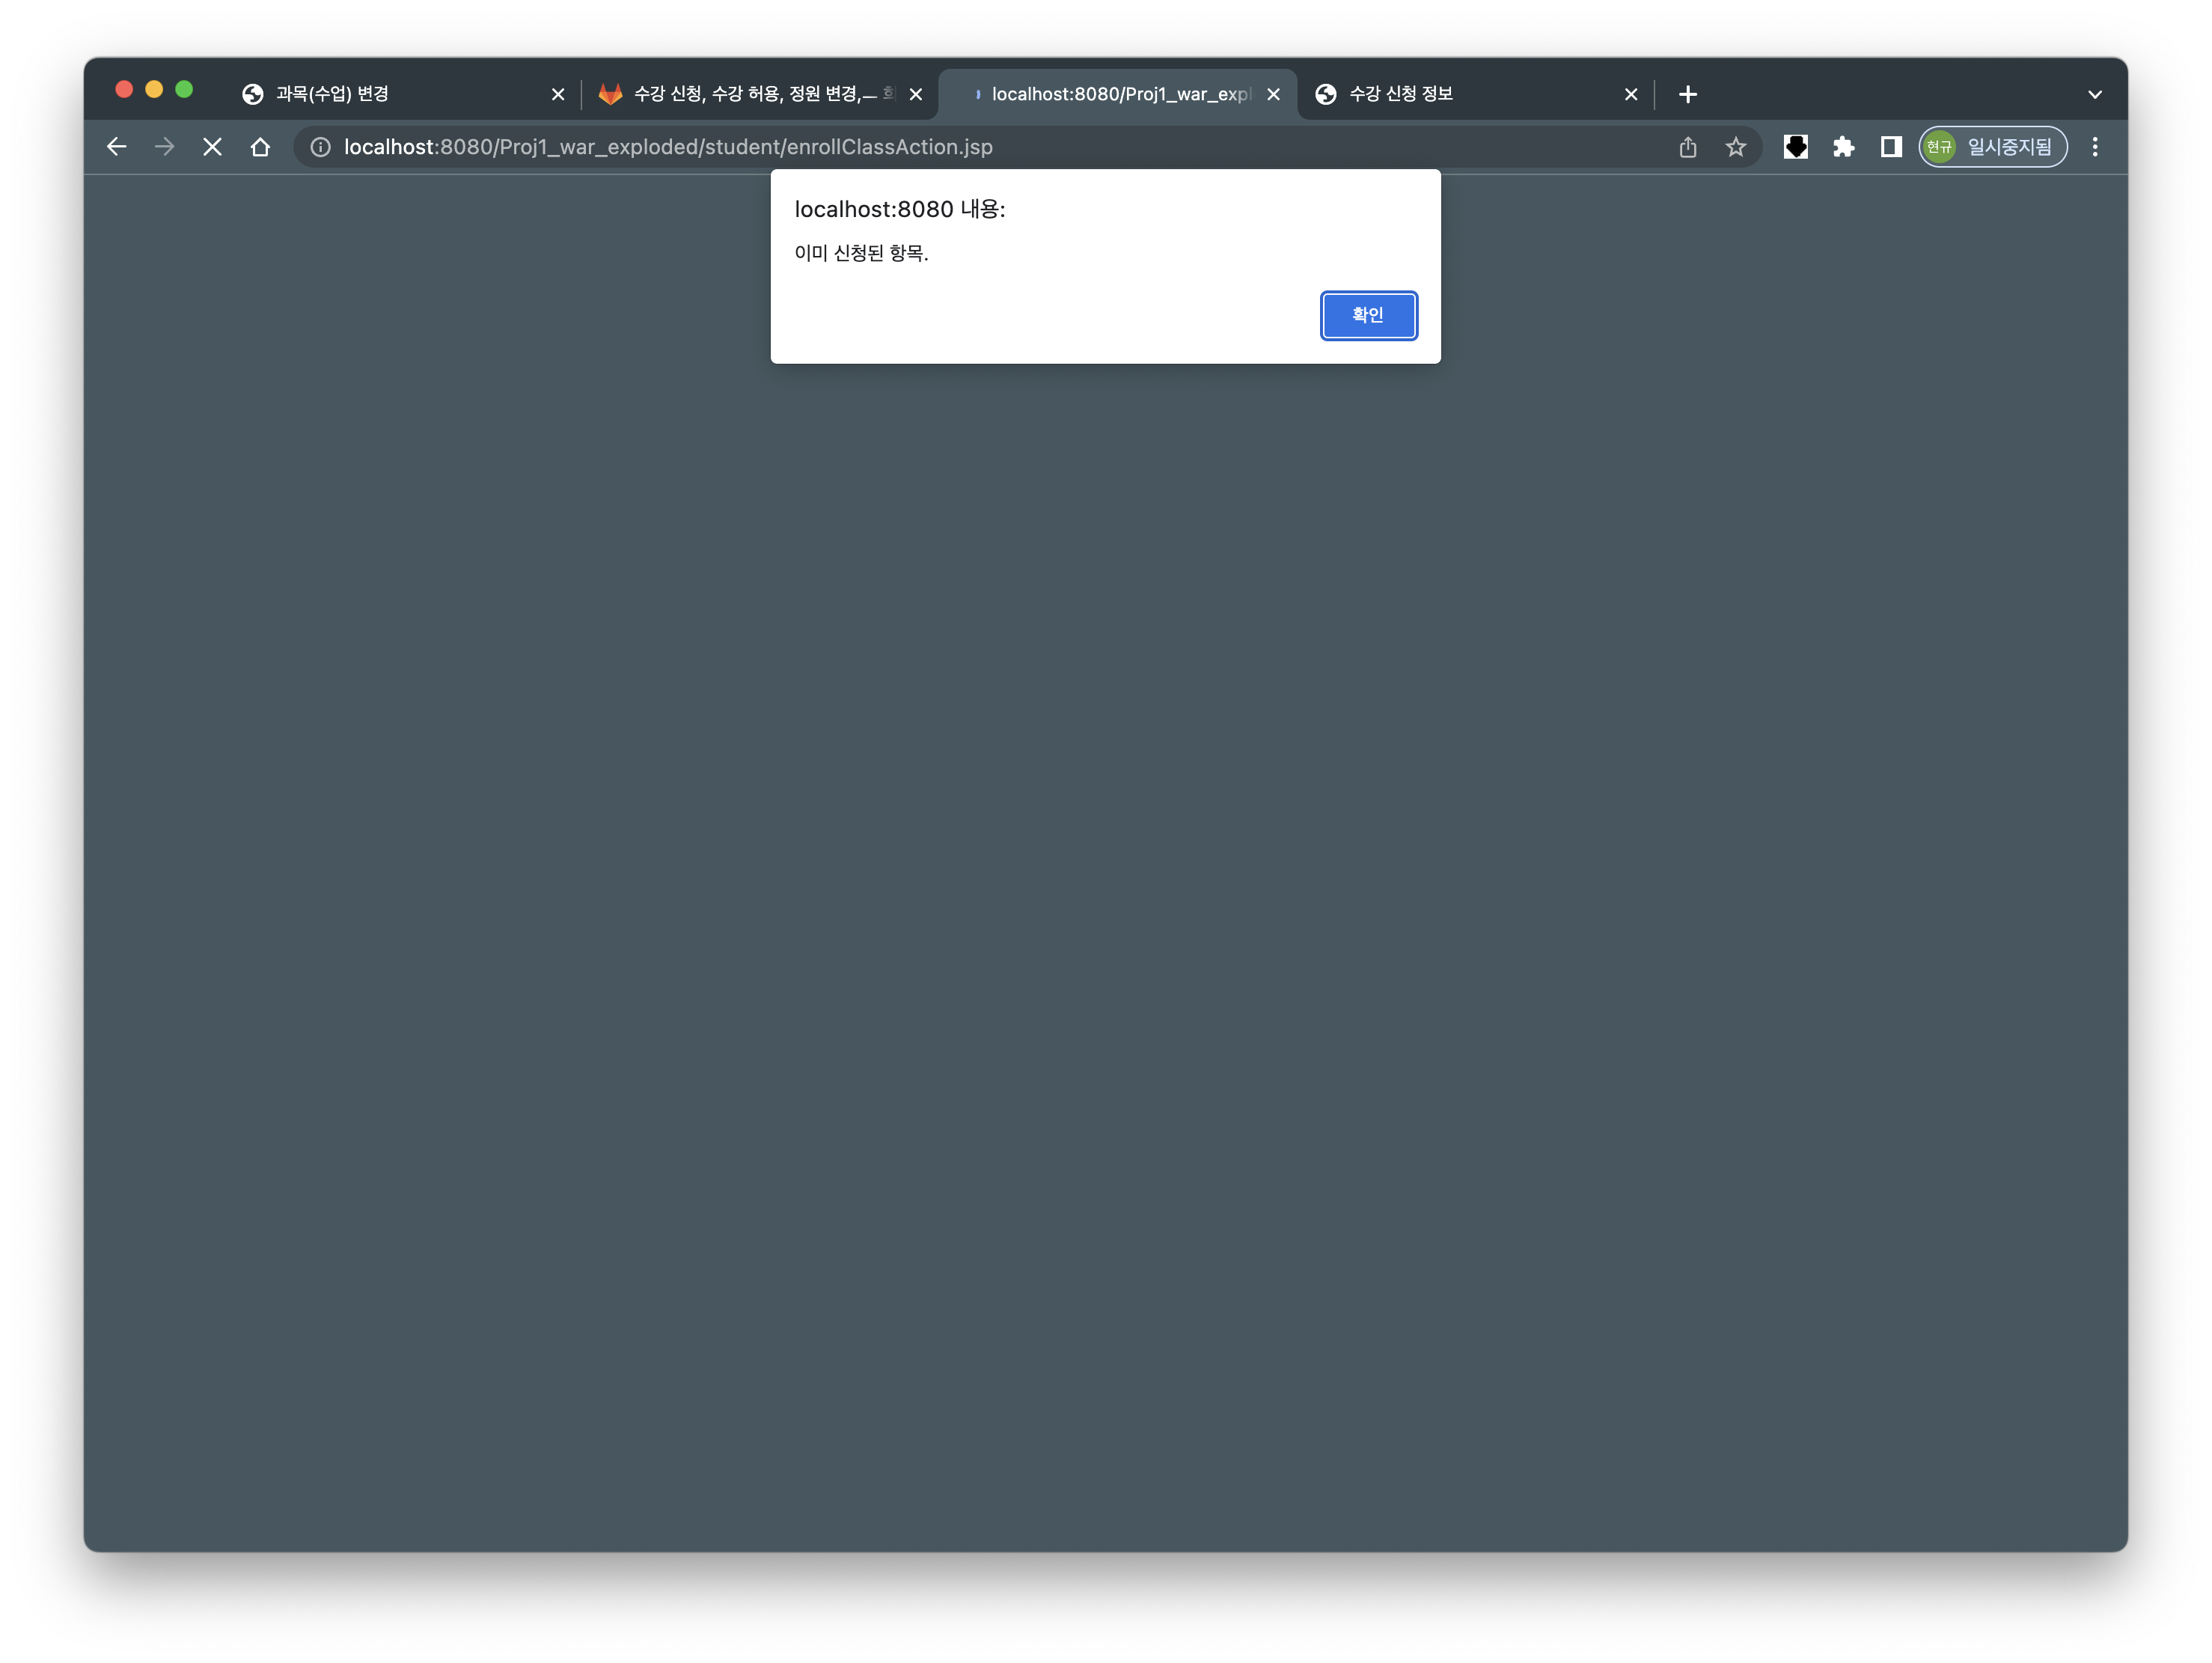 과목(수업) 변경
수강 신청, 수강 허용, 정원 변경,
localhost:8080/Proj1_war_expl
수강 신청 정보
localhost:8080/Proj1_war_exploded/student/enrollClassAction.jsp
현규
일시중지됨
localhost:8080 내용:
이미 신청된 항목.
확인